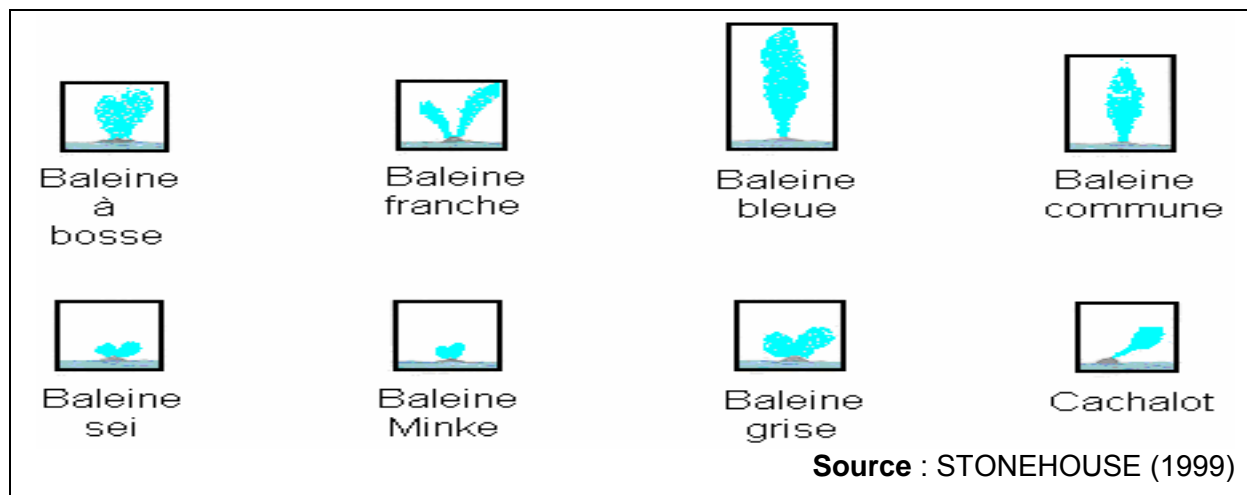 Baleine
à
bosse
Baleine
franche
Baleine
bleue
Baleine
commune
Baleine
sei
Baleine
Minke
Baleine
grise
Cachalot
Source : STONEHOUSE (1999)